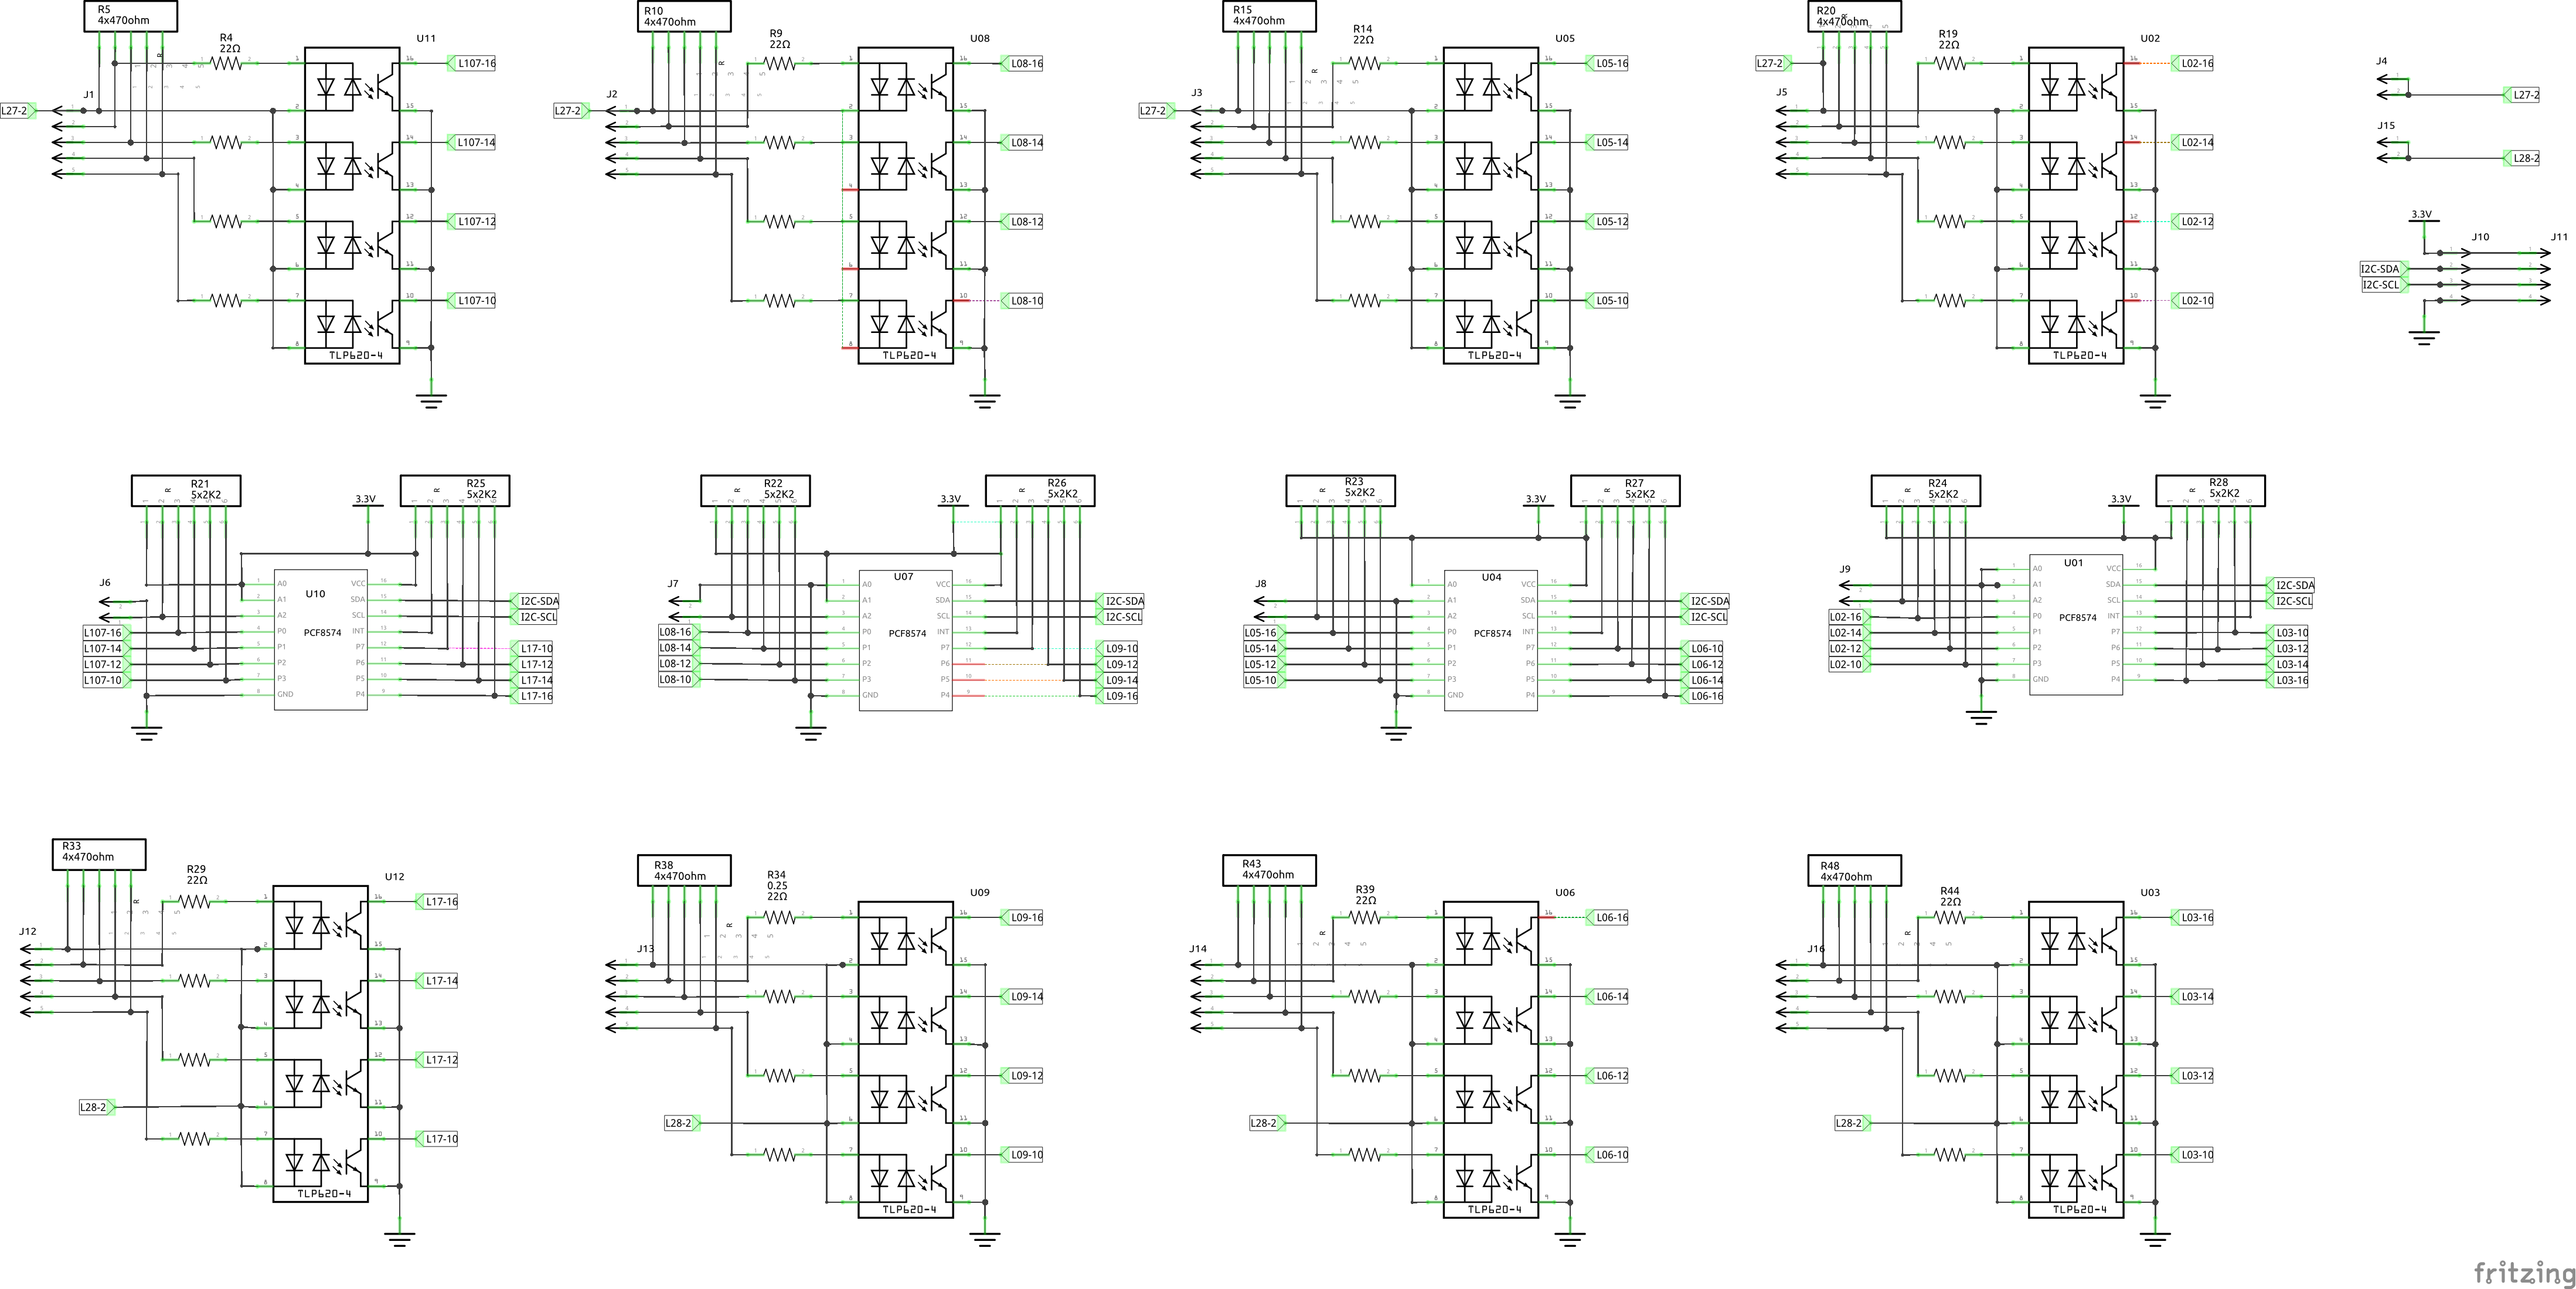 R5
4x470ohm
R4
22Ω
U11
J1
L27-2
L107-16
L107-14
L107-12
L107-10
TLP620-4
R10
4x470ohm
R9
22Ω
U08
J2
L27-2
L08-16
L08-14
L08-12
L08-10
TLP620-4
R15
4x470ohm
R14
22Ω
U05
J3
L27-2
L05-16
L05-14
L05-12
L05-10
TLP620-4
R20
4x470ohm
R19
22Ω
U02
L27-2
J5
L02-16
L02-14
L02-12
L02-10
TLP620-4
J4
L27-2
J15
L28-2
3.3V
J10
J11
I2C-SDA
I2C-SCL
R21
5x2K2
R25
5x2K2
3.3V
J6
U10
PCF8574
A0
A1
A2
P0
P1
P2
P3
GND
VCC
SDA
SCL
INT
P7
P6
P5
P4
L107-16
L107-14
L107-12
L107-10
I2C-SDA
I2C-SCL
L17-10
L17-12
L17-14
L17-16
R22
5x2K2
R26
5x2K2
3.3V
J7
U07
PCF8574
A0
A1
A2
P0
P1
P2
P3
GND
VCC
SDA
SCL
INT
P7
P6
P5
P4
L08-16
L08-14
L08-12
L08-10
I2C-SDA
I2C-SCL
L09-10
L09-12
L09-14
L09-16
R23
5x2K2
R27
5x2K2
3.3V
J8
U04
PCF8574
A0
A1
A2
P0
P1
P2
P3
GND
VCC
SDA
SCL
INT
P7
P6
P5
P4
L05-16
L05-14
L05-12
L05-10
I2C-SDA
I2C-SCL
L06-10
L06-12
L06-14
L06-16
R24
5x2K2
R28
5x2K2
3.3V
J9
U01
PCF8574
A0
A1
A2
P0
P1
P2
P3
GND
VCC
SDA
SCL
INT
P7
P6
P5
P4
L02-16
L02-14
L02-12
L02-10
I2C-SDA
I2C-SCL
L03-10
L03-12
L03-14
L03-16
R33
4x470ohm
R29
22Ω
U12
J12
L28-2
L17-16
L17-14
L17-12
L17-10
TLP620-4
R38
4x470ohm
R34
0.25
22Ω
U09
J13
L28-2
L09-16
L09-14
L09-12
L09-10
TLP620-4
R43
4x470ohm
R39
22Ω
U06
J14
L28-2
L06-16
L06-14
L06-12
L06-10
TLP620-4
R48
4x470ohm
R44
22Ω
U03
J16
L28-2
L03-16
L03-14
L03-12
L03-10
TLP620-4
fritzing